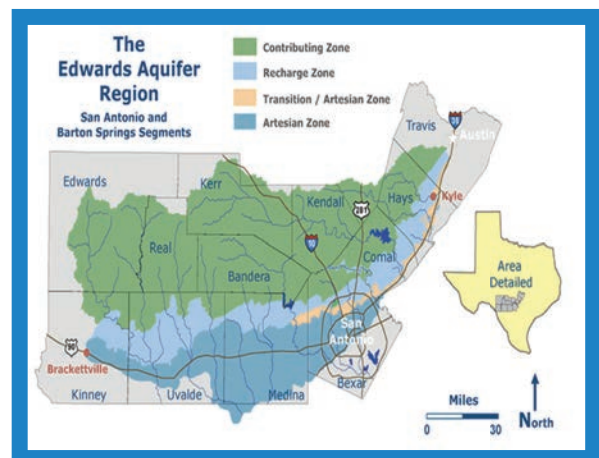 The
Edwards Aquifer
Region
San Antonio and
Barton Springs Segments
Contributing Zone
Recharge Zone
Transition / Artesian Zone
Artesian Zone
Travis
35
Austin
Edwards
Kerr
Kendall
281
Hays
Kyle
Real
10
Comal
Bandera
Area
Detailed
San
Antonio
90
Brackettville
Bexar
Kinney
Uvalde
Medina
Miles
0 30
North